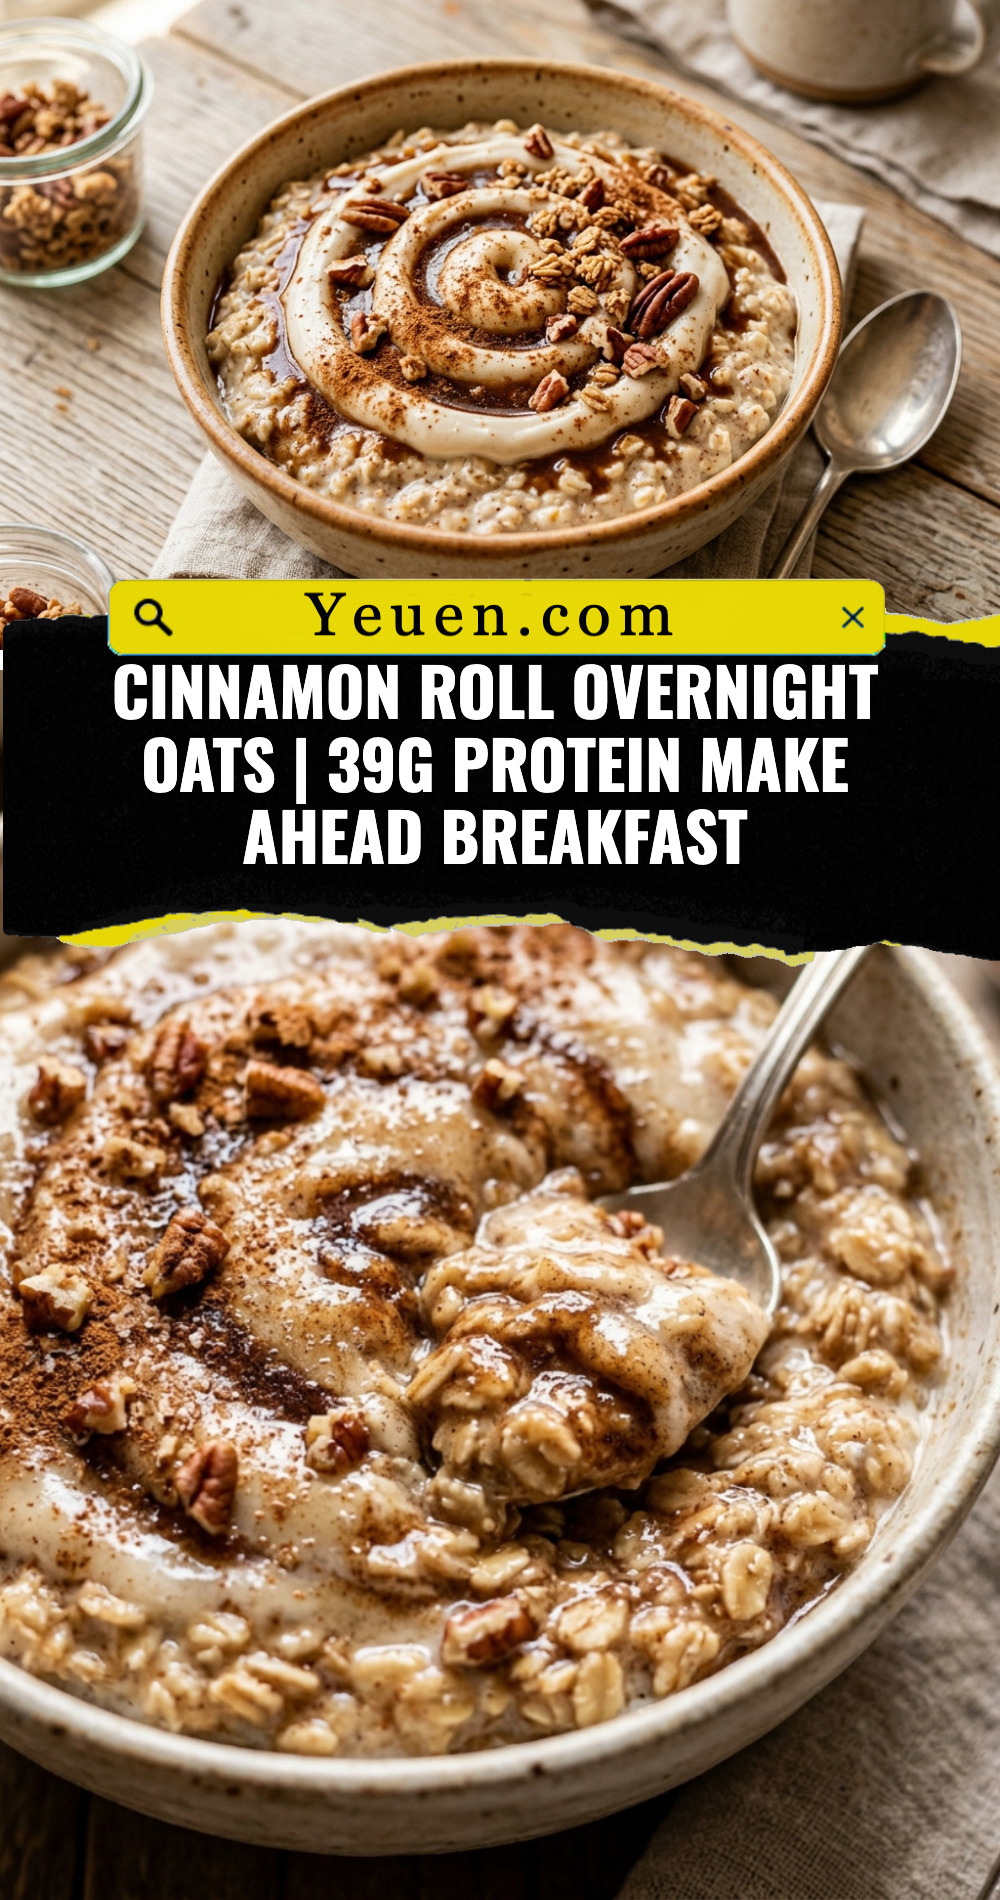 Yeuen.com
CINNAMON ROLL OVERNIGHT
OATS | 39G PROTEIN MAKE
AHEAD BREAKFAST